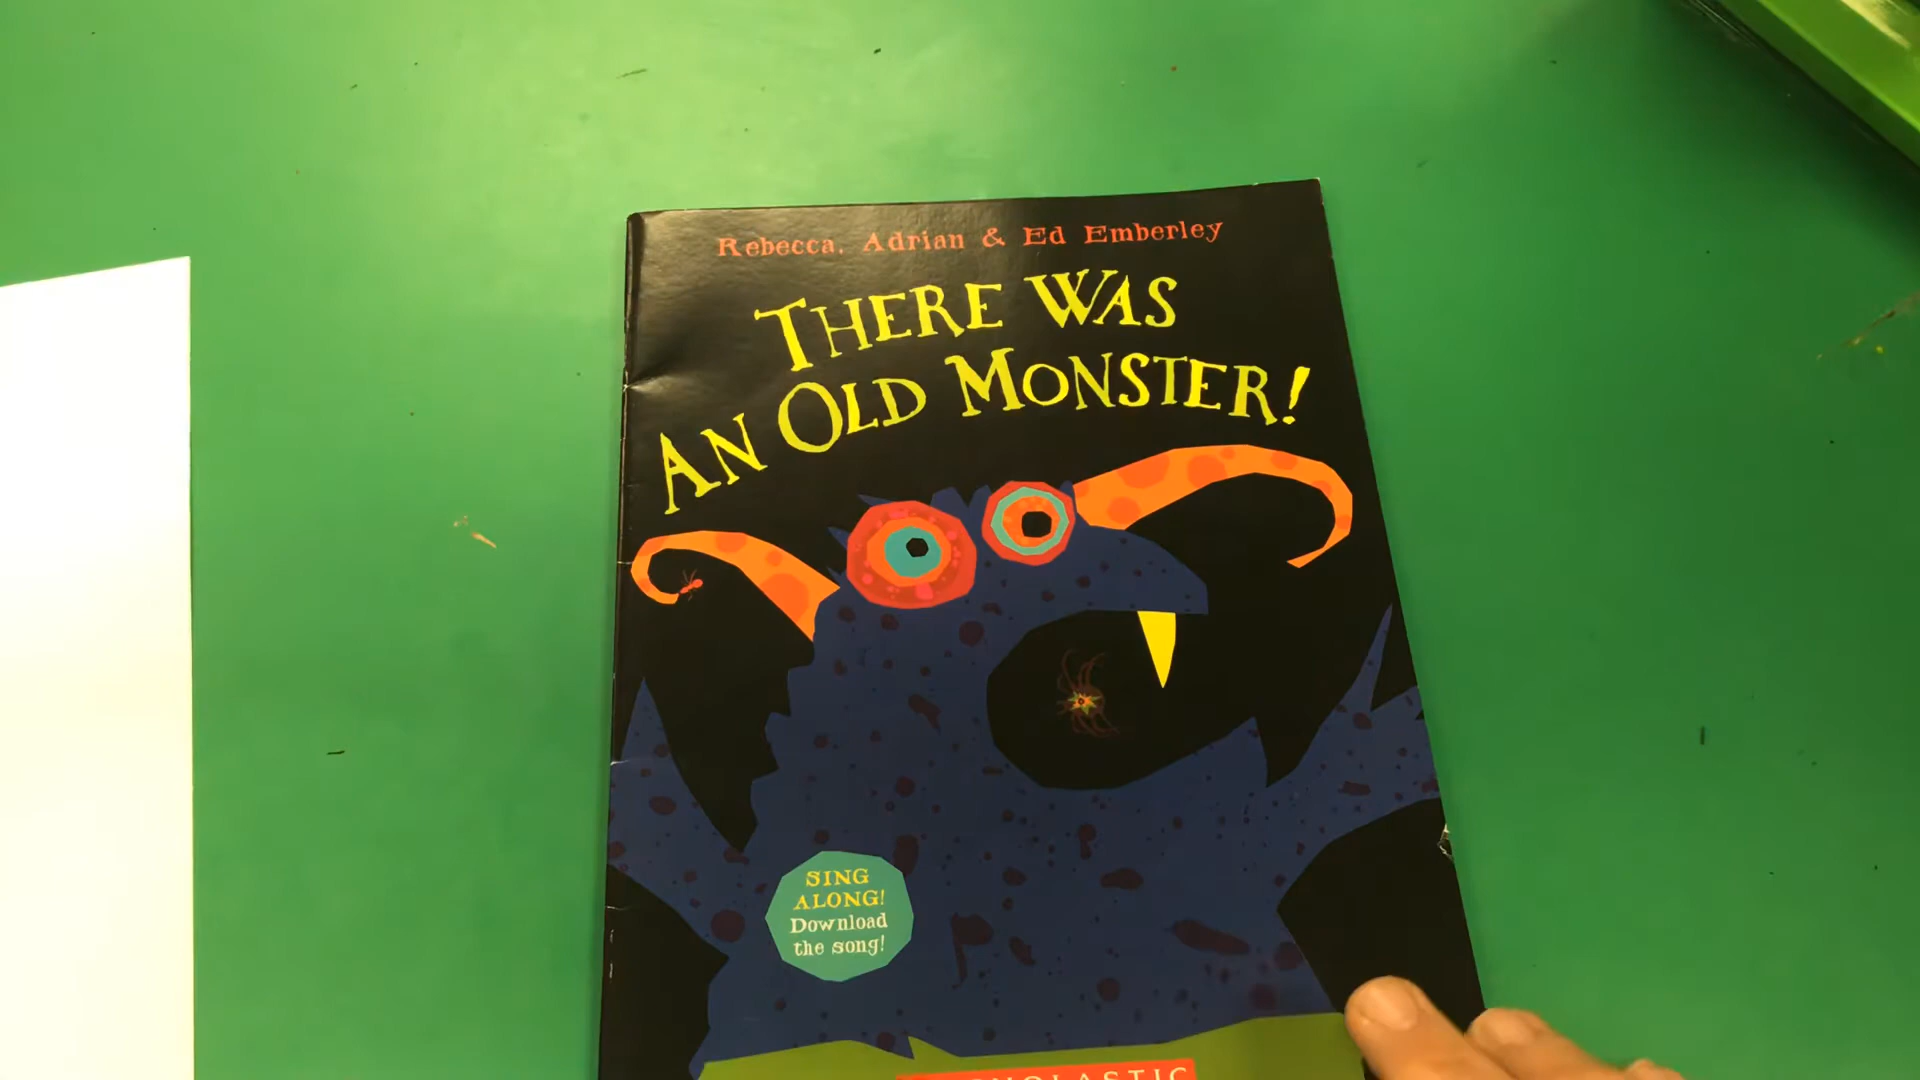 Rebecca, Adrian & Ed Emberley
THERE WAS
AN OLD MONSTER!
SING
ALONG!
Download
the song!
SCHOLASTIC